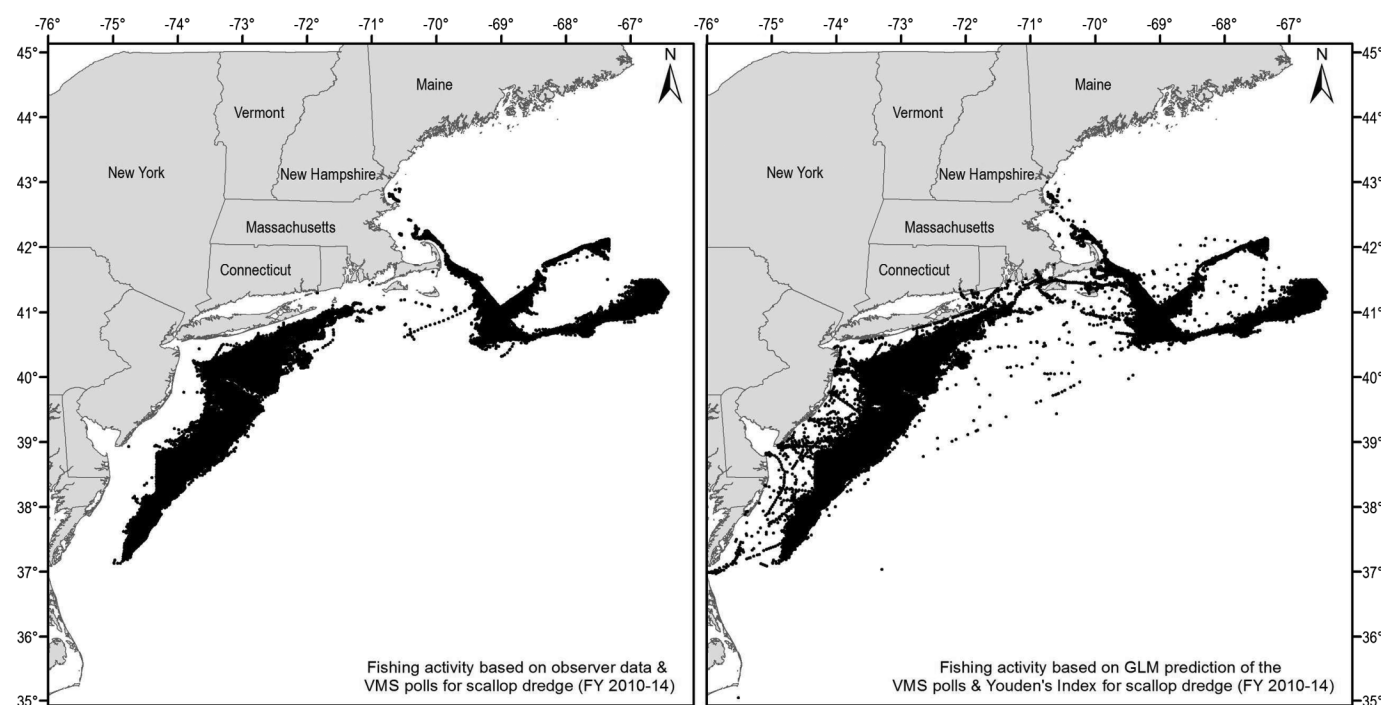 -76 -75 -74 -73 -72 -71 -70 -69 -68 -67
-76 -75 -74 -73 -72 -71 -70 -69 -68 -67
45°
44°
43°
42°
41°
40°
39°
38°
37°
36°
35°
N
Maine
Vermont
New York
New Hampshire
Massachusetts
Connecticut
Fishing activity based on observer data &
VMS polls for scallop dredge (FY 2010-14)
N
Maine
Vermont
New York
New Hampshire
Massachusetts
Connecticut
Fishing activity based on GLM prediction of the
VMS polls & Youden's Index for scallop dredge (FY 2010-14)
45°
44°
43°
42°
41°
40°
39°
38°
37°
36°
35°